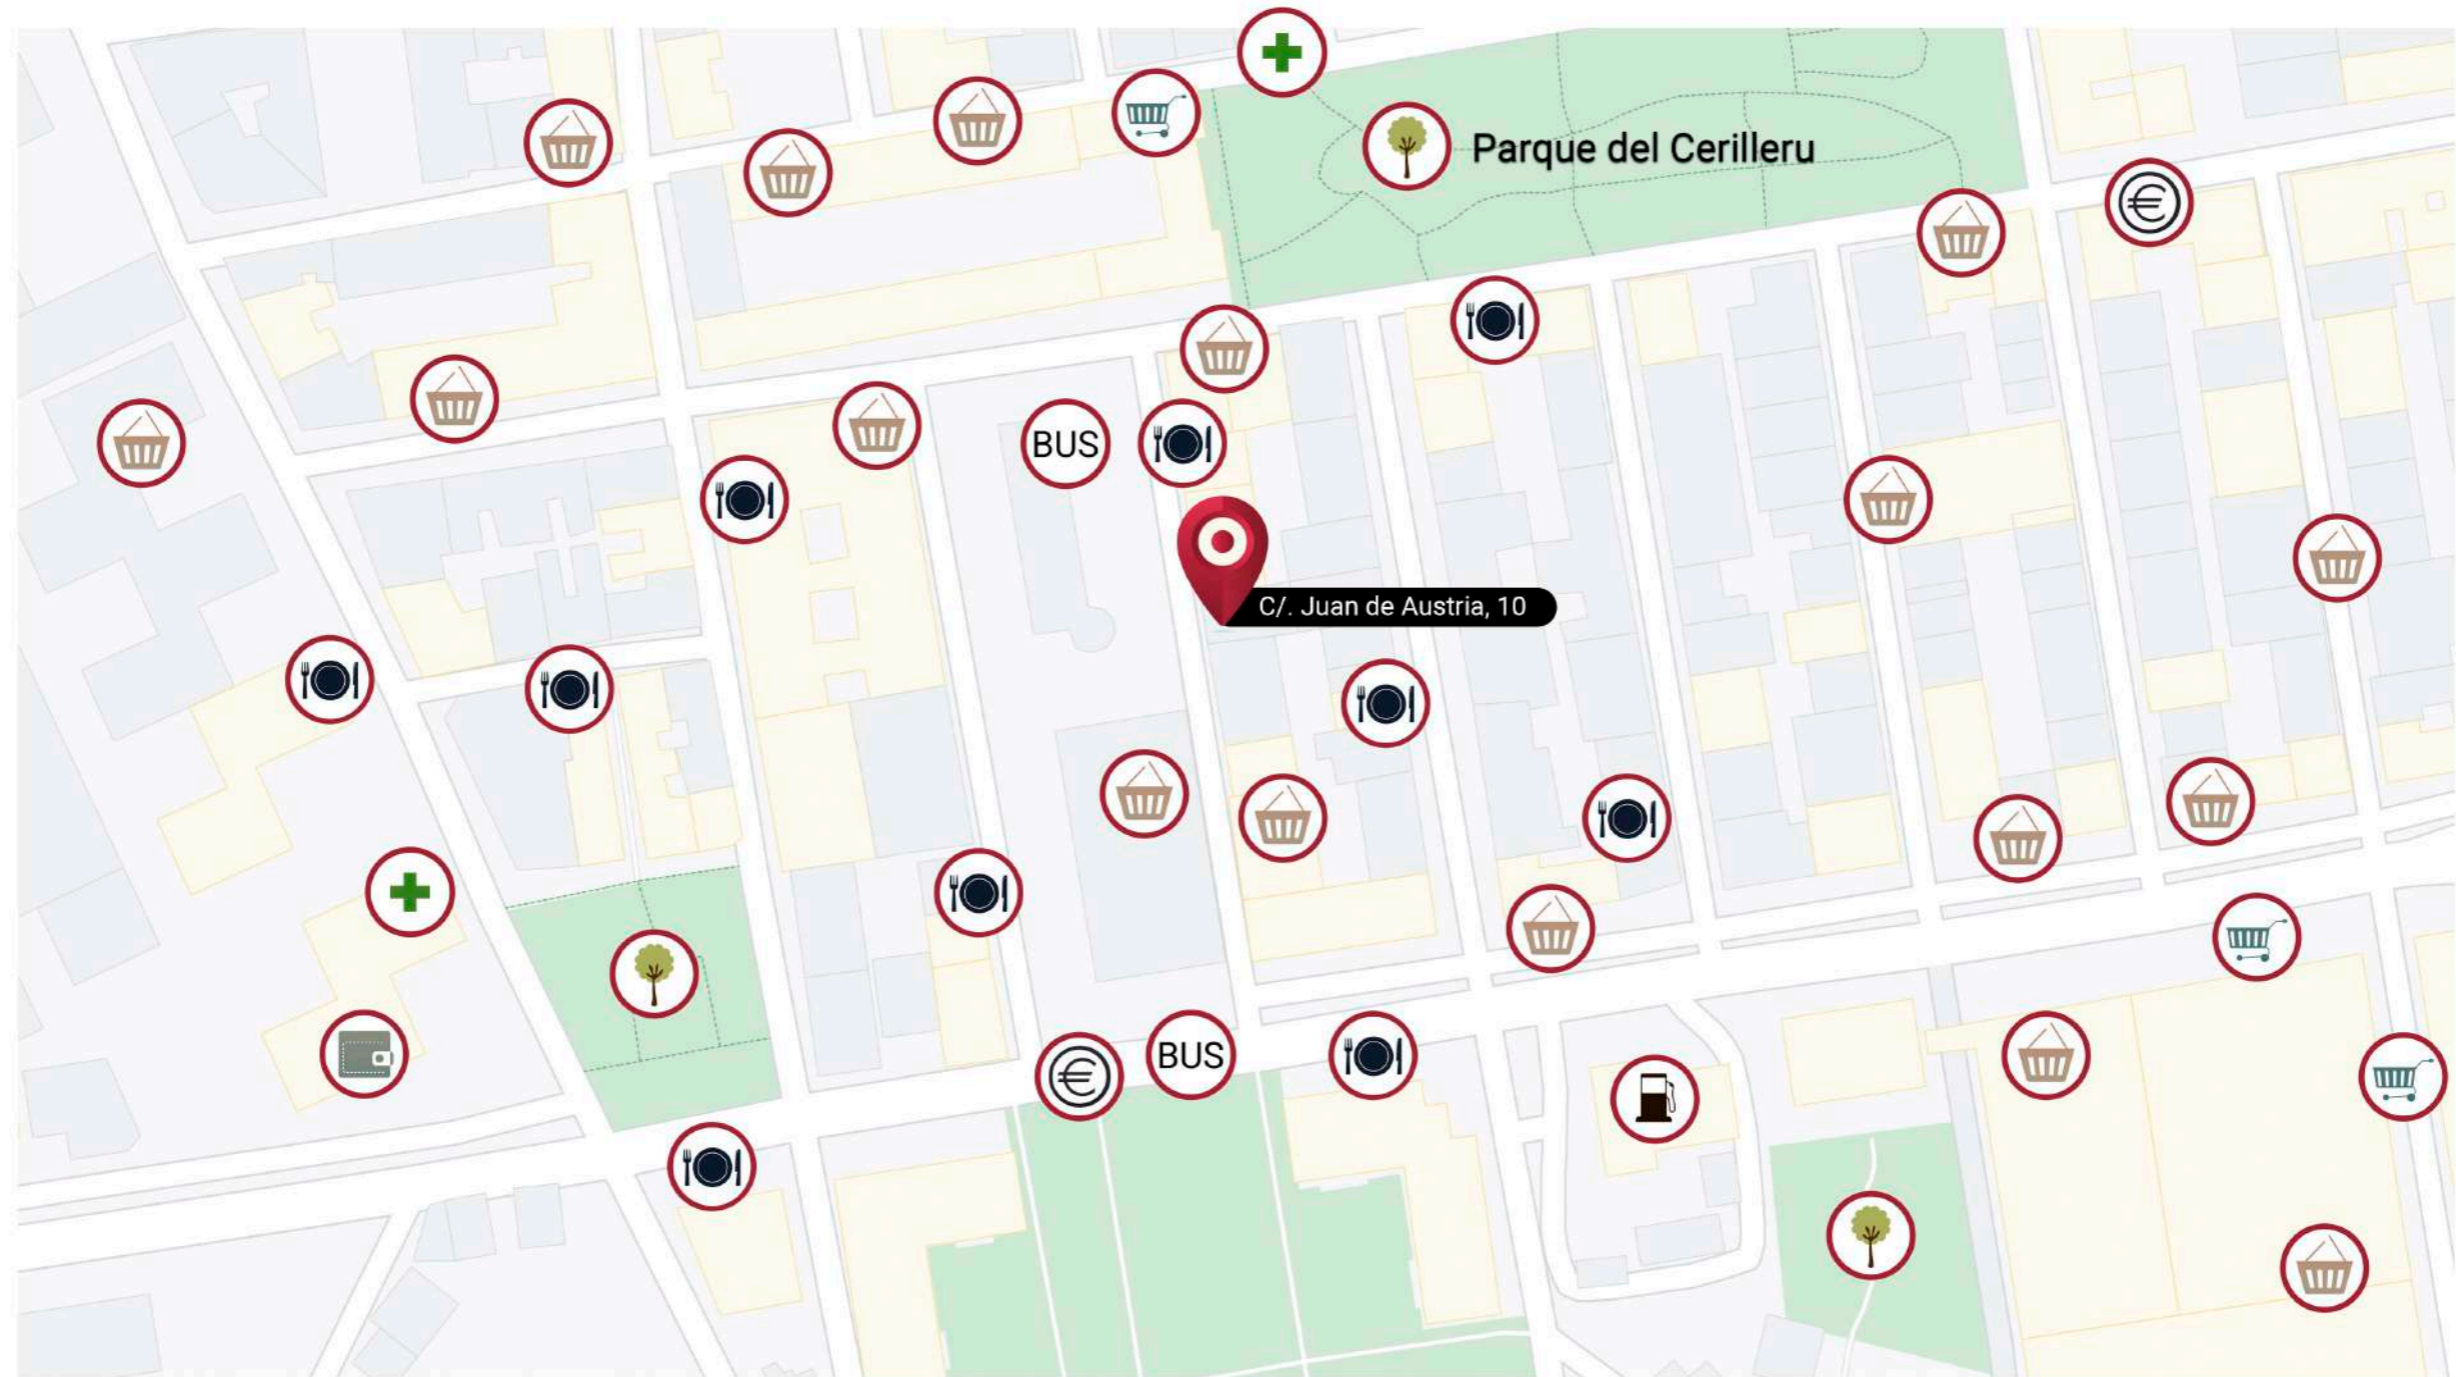 Parque del Cerilleru
€
BUS
C/. Juan de Austria, 10
€
BUS